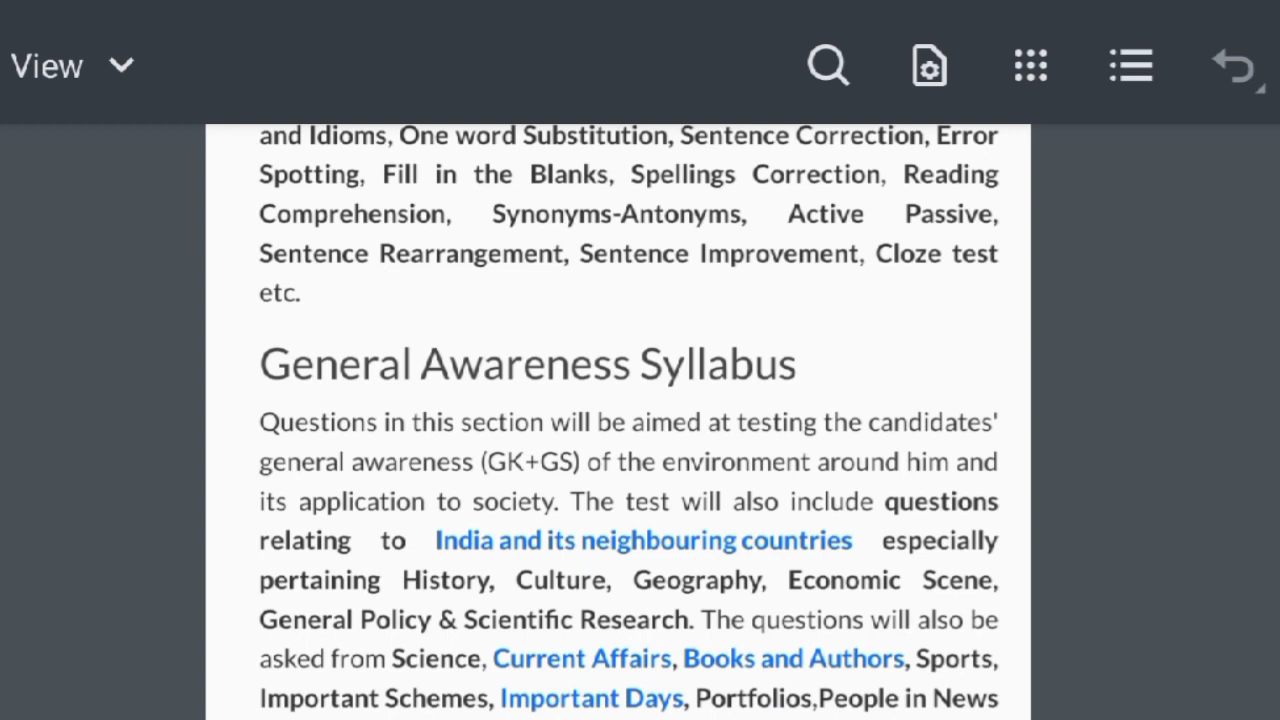 View
and Idioms, One word Substitution, Sentence Correction, Error
Spotting, Fill in the Blanks, Spellings Correction, Reading
Comprehension, Synonyms-Antonyms, Active Passive,
Sentence Rearrangement, Sentence Improvement, Cloze test
etc.
General Awareness Syllabus
Questions in this section will be aimed at testing the candidates'
general awareness (GK+GS) of the environment around him and
its application to society. The test will also include questions
relating to India and its neighbouring countries especially
pertaining History, Culture, Geography, Economic Scene,
General Policy & Scientific Research. The questions will also be
asked from Science, Current Affairs, Books and Authors, Sports,
Important Schemes, Important Days, Portfolios,People in News